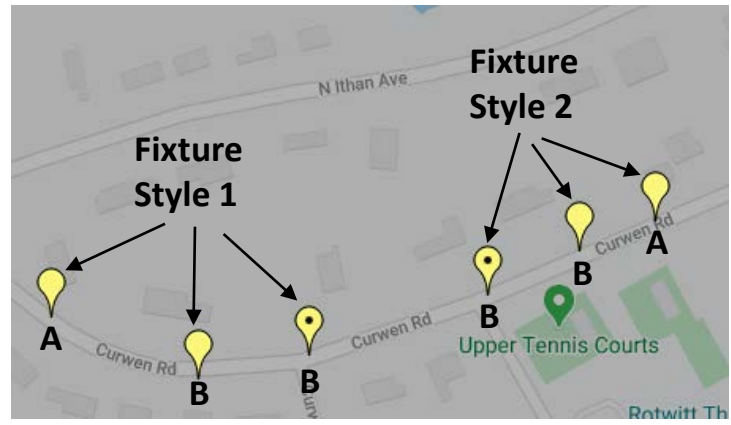 N Ithan Ave
Fixture
Style 2
Fixture
Style 1
Curwen Rd
A
B
B
A
B
B
Curwen Rd
Curwen Rd
Upper Tennis Courts
Rotwitt Th